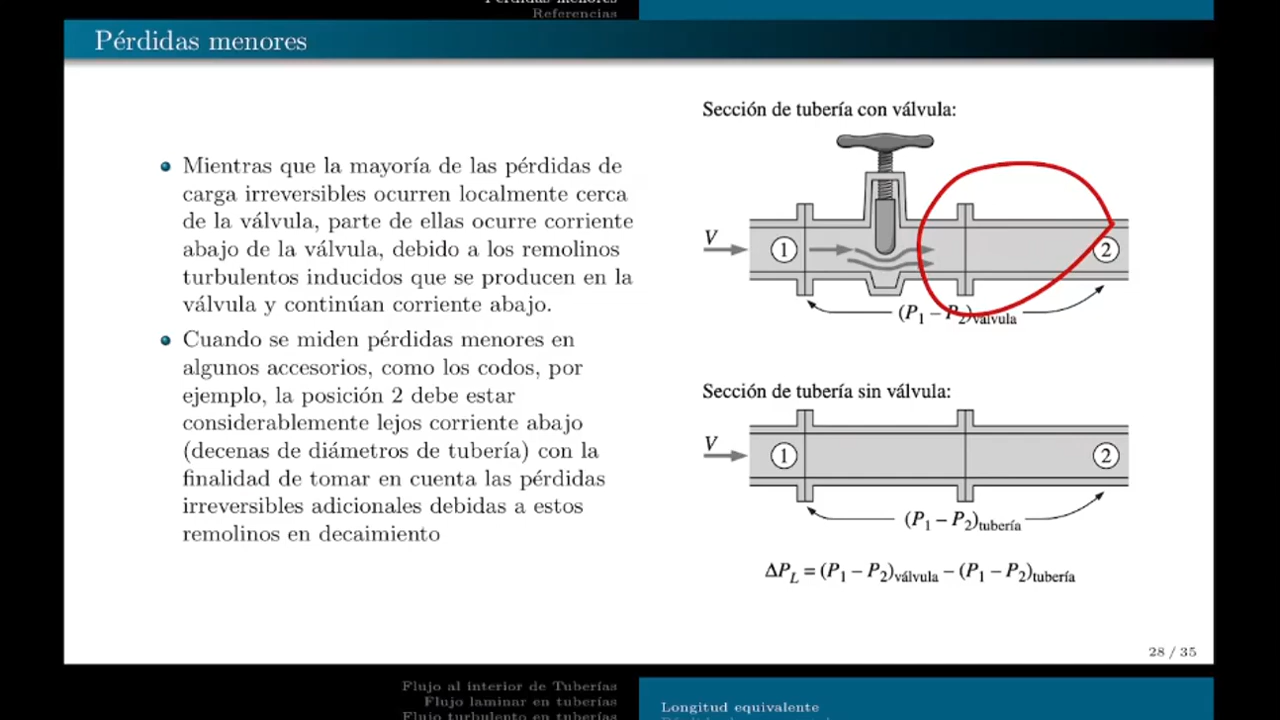 Pérdidas menores
Referencias
Pérdidas menores
Mientras que la mayoría de las pérdidas de
carga irreversibles ocurren localmente cerca
de la válvula, parte de ellas ocurre corriente
abajo de la válvula, debido a los remolinos
turbulentos inducidos que se producen en la
válvula y continúan corriente abajo.
Cuando se miden pérdidas menores en
algunos accesorios, como los codos, por
ejemplo, la posición 2 debe estar
considerablemente lejos corriente abajo
(decenas de diámetros de tubería) con la
finalidad de tomar en cuenta las pérdidas
irreversibles adicionales debidas a estos
remolinos en decaimiento
Sección de tubería con válvula:
V
1
2
(P1 – P2)válvula
Sección de tubería sin válvula:
V
1
2
(P1 – P2)tubería
ΔPL = (P1 – P2)válvula – (P1 – P2)tubería
28 / 35
Flujo al interior de Tuberías
Flujo laminar en tuberías
Flujo turbulento en tuberías
Longitud equivalente